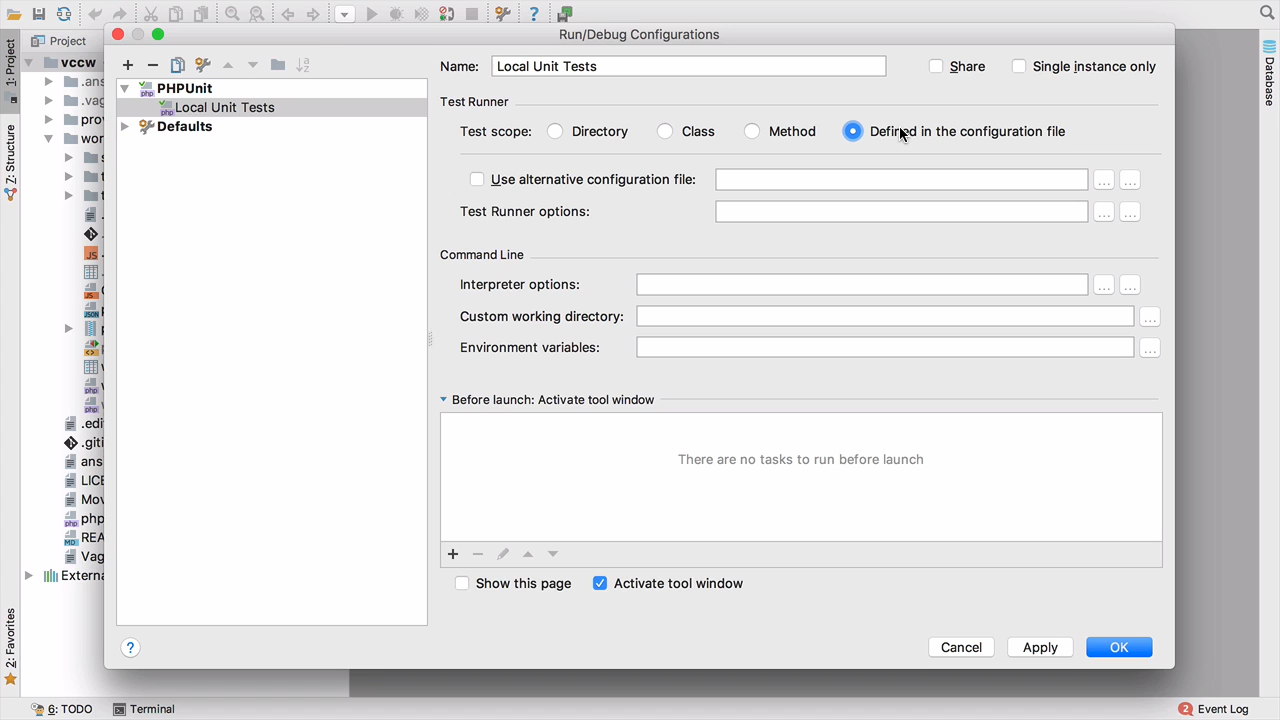 Run/Debug Configurations
Project
1: Project
Z: Structure
2: Favorites
Database
vccw
.ans
.vag
prov
wor
.edi
.giti
ans
LICE
Mov
php
REA
Vag
Externa
PHPUnit
Local Unit Tests
Defaults
Name: Local Unit Tests
Share
Single instance only
Test Runner
Test scope: Directory Class Method Defined in the configuration file
Use alternative configuration file:
Test Runner options:
Command Line
Interpreter options:
Custom working directory:
Environment variables:
Before launch: Activate tool window
There are no tasks to run before launch
Show this page
Activate tool window
Cancel
Apply
OK
6: TODO
Terminal
2 Event Log